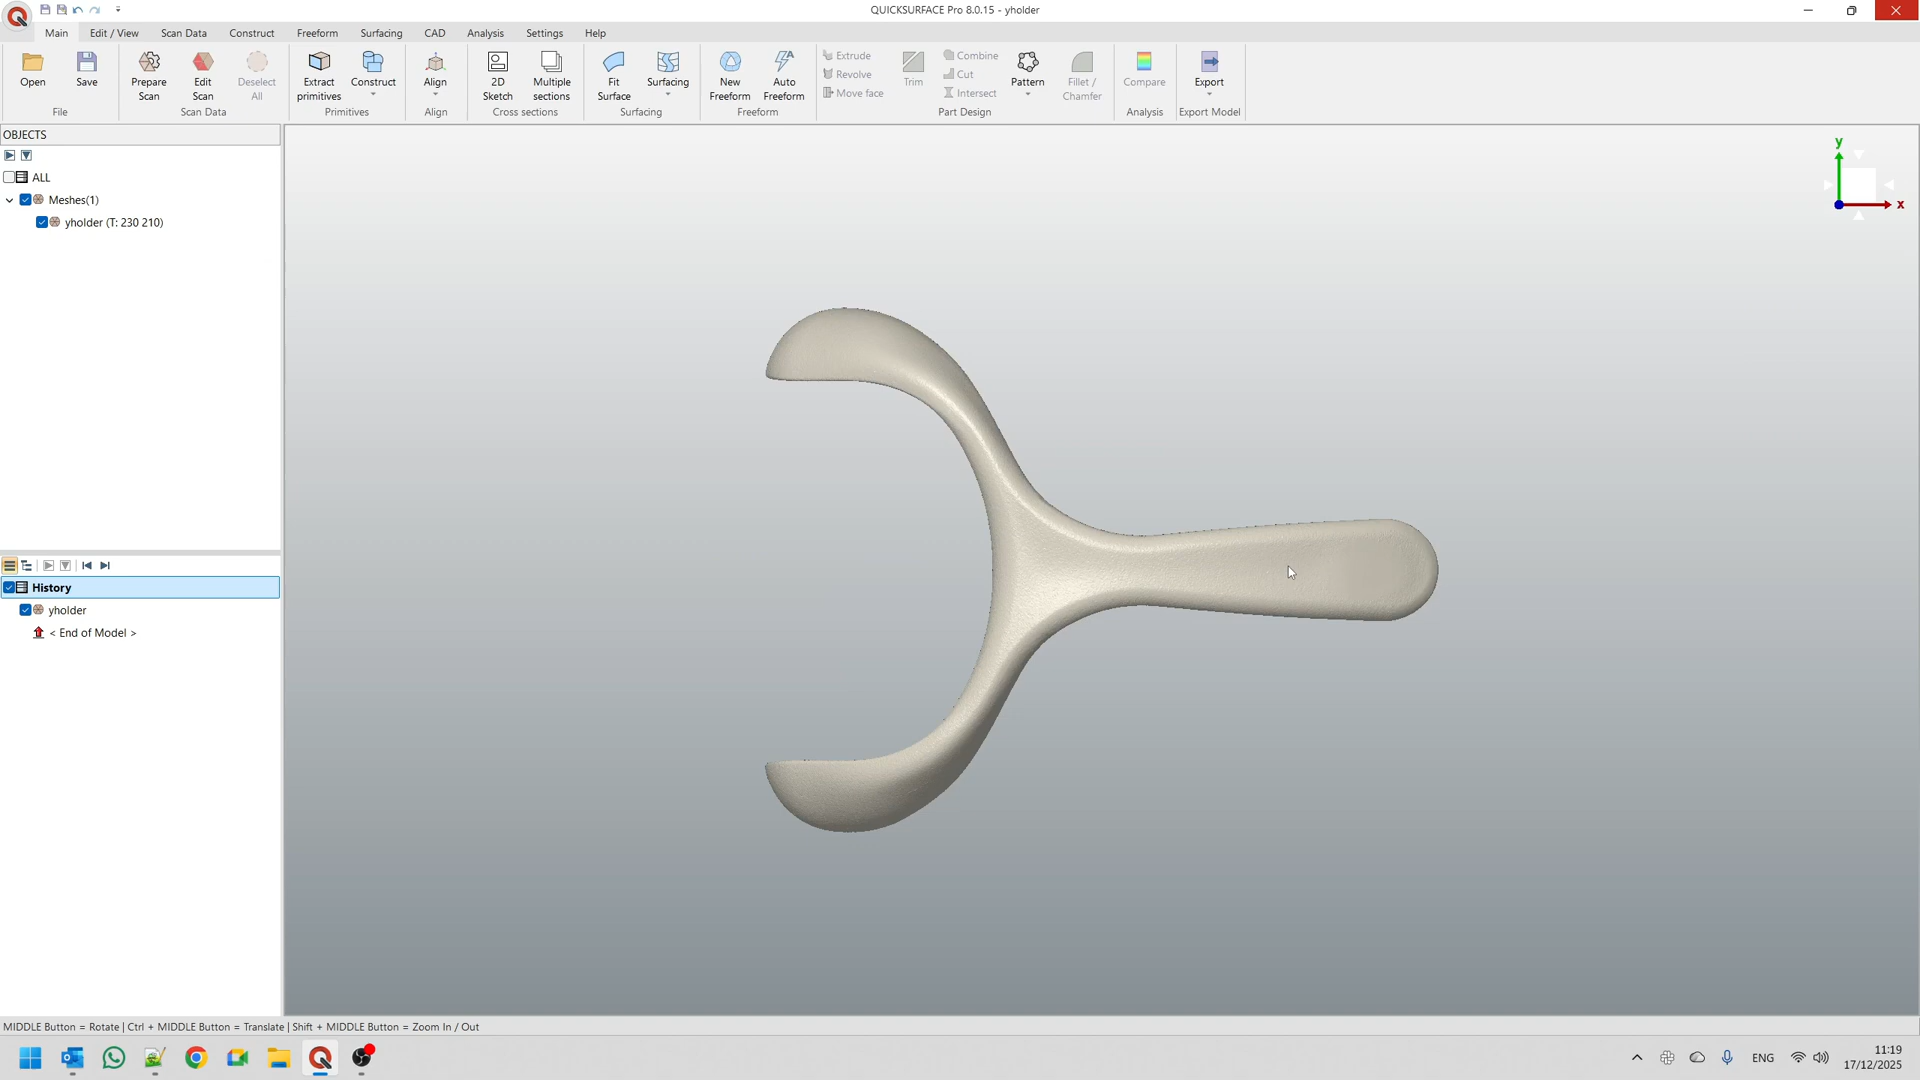 QUICKSURFACE Pro 8.0.15 - yholder
Main Edit / View Scan Data Construct Freeform Surfacing CAD Analysis Settings Help
Open
Save
File
Prepare Scan
Edit Scan
Deselect All
Scan Data
Extract primitives
Construct
Primitives
Align
Align
2D Sketch
Multiple sections
Cross sections
Fit Surface
Surfacing
Surfacing
New Freeform
Auto Freeform
Freeform
Extrude
Revolve
Move face
Trim
Combine
Cut
Intersect
Pattern
Fillet / Chamfer
Part Design
Compare
Analysis
Export
Export Model
OBJECTS
ALL
Meshes(1)
yholder (T: 230 210)
History
yholder
< End of Model >
y
x
MIDDLE Button = Rotate | Ctrl + MIDDLE Button = Translate | Shift + MIDDLE Button = Zoom In / Out
ENG
11:19
17/12/2025